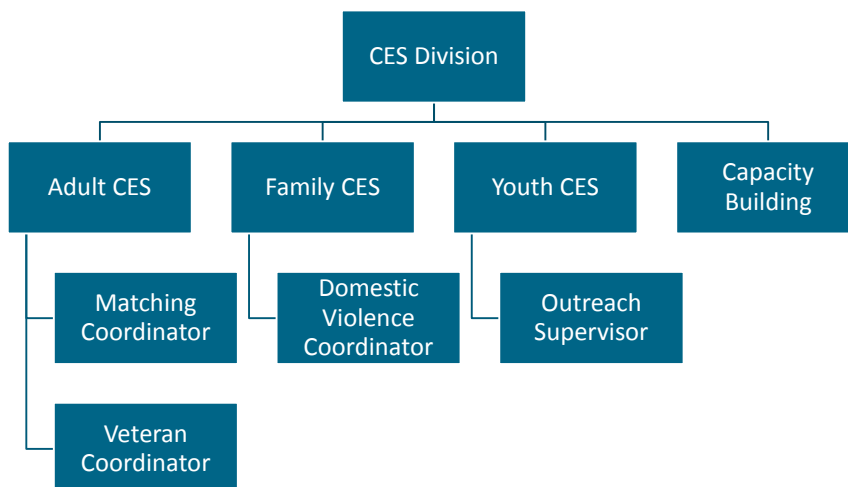 CES Division
Adult CES
Family CES
Youth CES
Capacity
Building
Matching
Coordinator
Domestic
Violence
Coordinator
Outreach
Supervisor
Veteran
Coordinator